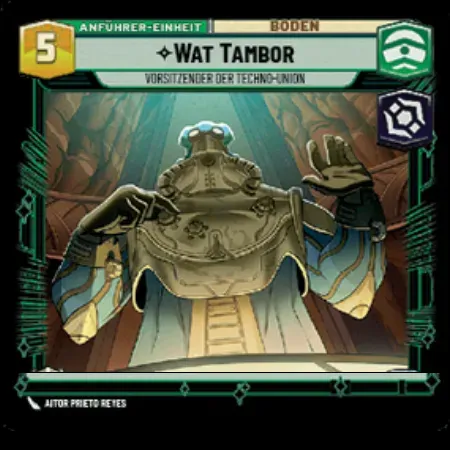 5
ANFÜHRER-EINHEIT
BODEN
WAT TAMBOR
VORSITZENDER DER TECHNO-UNION
AITOR PRIETO REYES